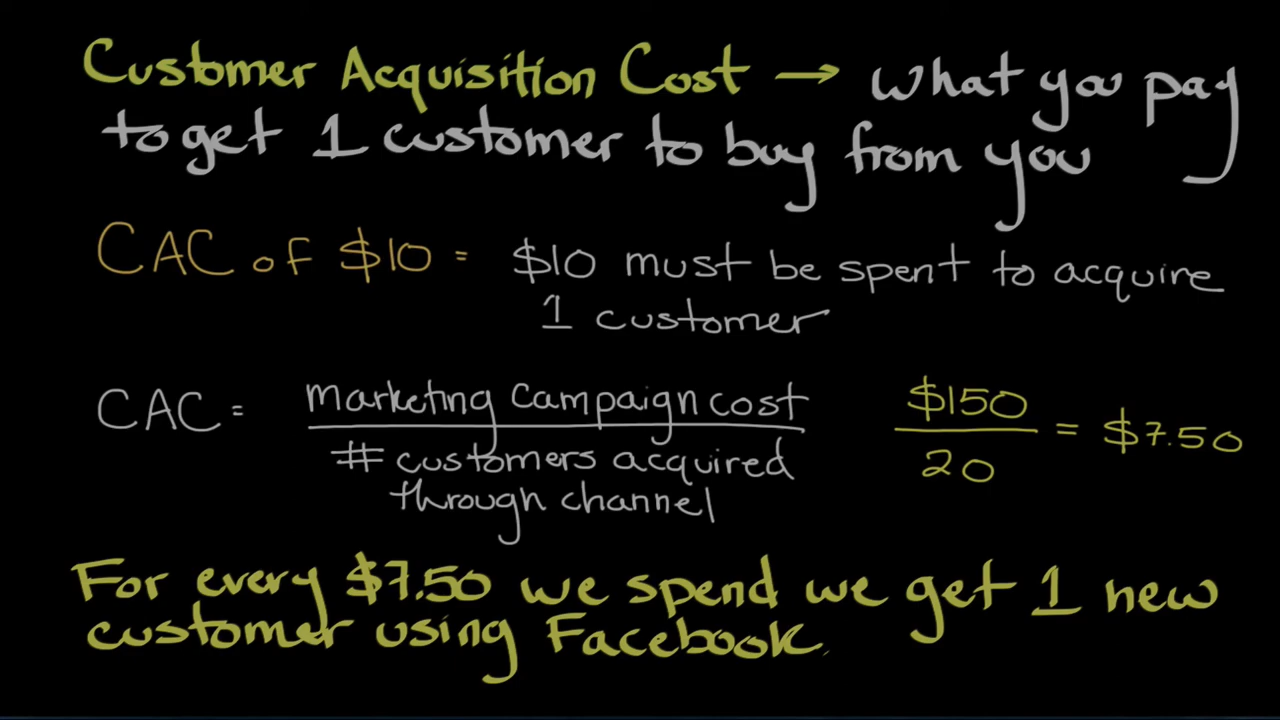 Customer Acquisition Cost → What you pay
to get 1 customer to buy from you
CAC of $10 = $10 must be spent to acquire
1 customer
CAC = marketing campaign cost $150 = $7.50
# customers acquired 20
through channel
For every $7.50 we spend we get 1 new
customer using Facebook.